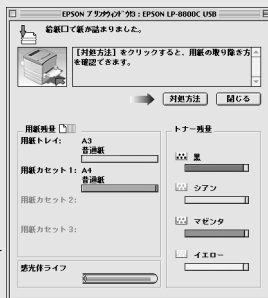 EPSON プリンタウィンドウ3 : EPSON LP-8800C USB
給紙口で紙が詰まりました。
[対処方法] をクリックすると、用紙の取り除き方を確認できます。
対処方法
閉じる
用紙残量
用紙トレイ: A3
普通紙
用紙カセット 1: A4
普通紙
用紙カセット 2:
用紙カセット 3:
感光体ライフ
トナー残量
黒
シアン
マゼンタ
イエロー